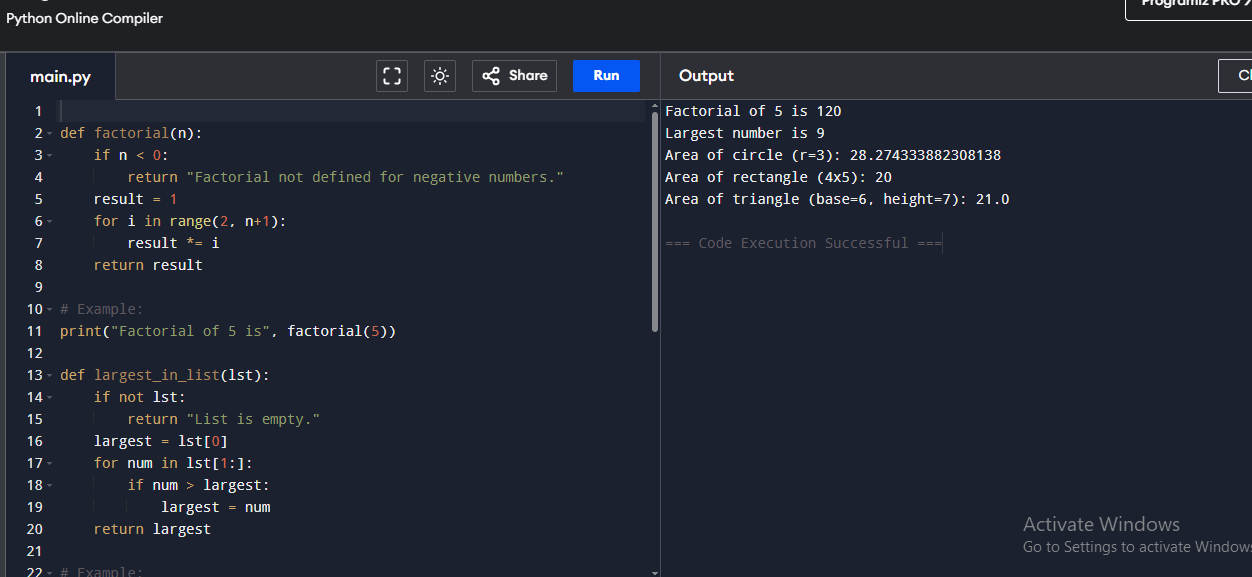 Python Online Compiler
Programiz PRO
main.py
Share
Run
Output
1
2 def factorial(n):
3     if n < 0:
4         return "Factorial not defined for negative numbers."
5     result = 1
6     for i in range(2, n+1):
7         result *= i
8     return result
9
10 # Example:
11 print("Factorial of 5 is", factorial(5))
12
13 def largest_in_list(lst):
14     if not lst:
15         return "List is empty."
16     largest = lst[0]
17     for num in lst[1:]:
18         if num > largest:
19             largest = num
20     return largest
21
22 # Example:
Factorial of 5 is 120
Largest number is 9
Area of circle (r=3): 28.274333882308138
Area of rectangle (4x5): 20
Area of triangle (base=6, height=7): 21.0
=== Code Execution Successful ===
Activate Windows
Go to Settings to activate Windows